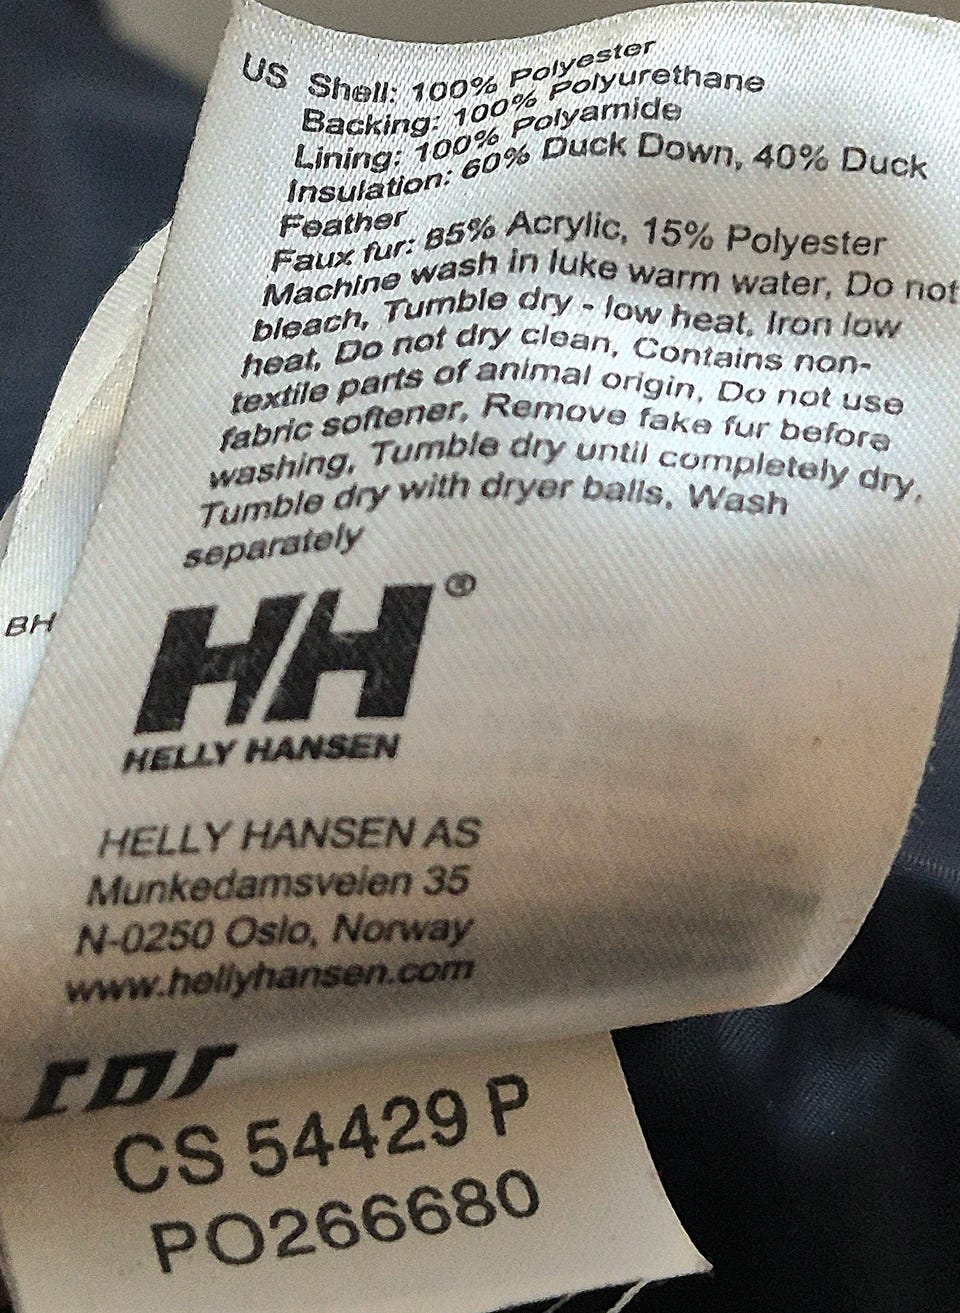 US Shell: 100% Polyester
Backing: 100% Polyurethane
Lining: 100% Polyamide
Insulation: 60% Duck Down, 40% Duck
Feather
Faux fur: 85% Acrylic, 15% Polyester
Machine wash in luke warm water, Do not
bleach, Tumble dry - low heat, Iron low
heat, Do not dry clean, Contains non-
textile parts of animal origin, Do not use
fabric softener, Remove fake fur before
washing, Tumble dry until completely dry,
Tumble dry with dryer balls, Wash
separately
BH
HH®
HELLY HANSEN
HELLY HANSEN AS
Munkedamsveien 35
N-0250 Oslo, Norway
www.hellyhansen.com
CS 54429 P
PO266680